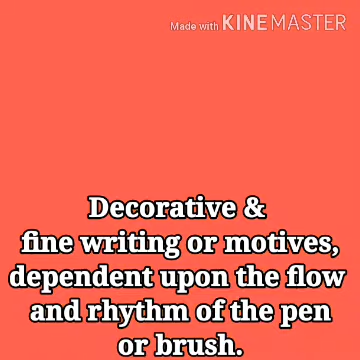 Made with KINEMASTER
Decorative &
fine writing or motives,
dependent upon the flow
and rhythm of the pen
or brush.